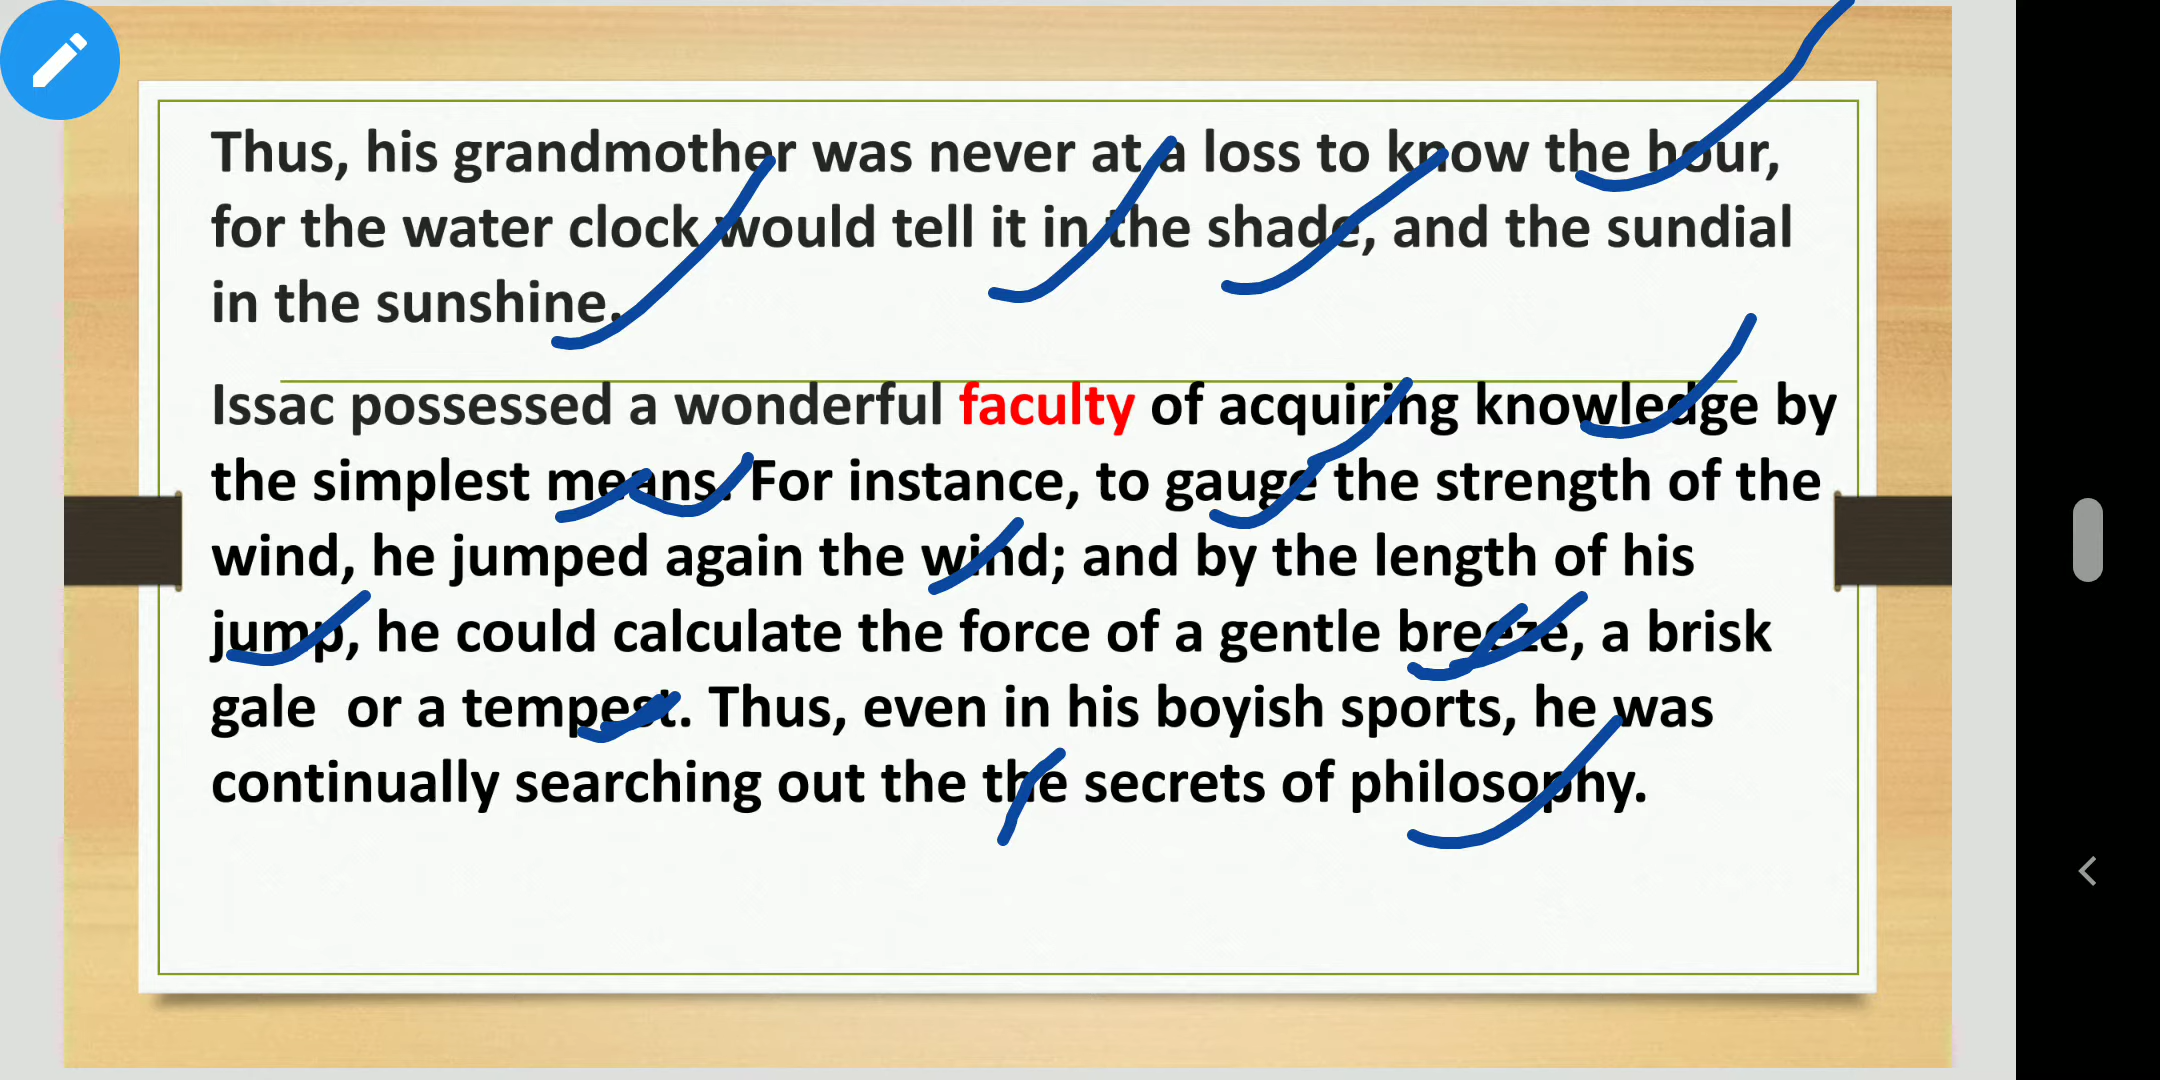 Thus, his grandmother was never at a loss to know the hour,
for the water clock would tell it in the shade, and the sundial
in the sunshine.
Issac possessed a wonderful faculty of acquiring knowledge by
the simplest means. For instance, to gauge the strength of the
wind, he jumped again the wind; and by the length of his
jump, he could calculate the force of a gentle breeze, a brisk
gale  or a tempest. Thus, even in his boyish sports, he was
continually searching out the the secrets of philosophy.